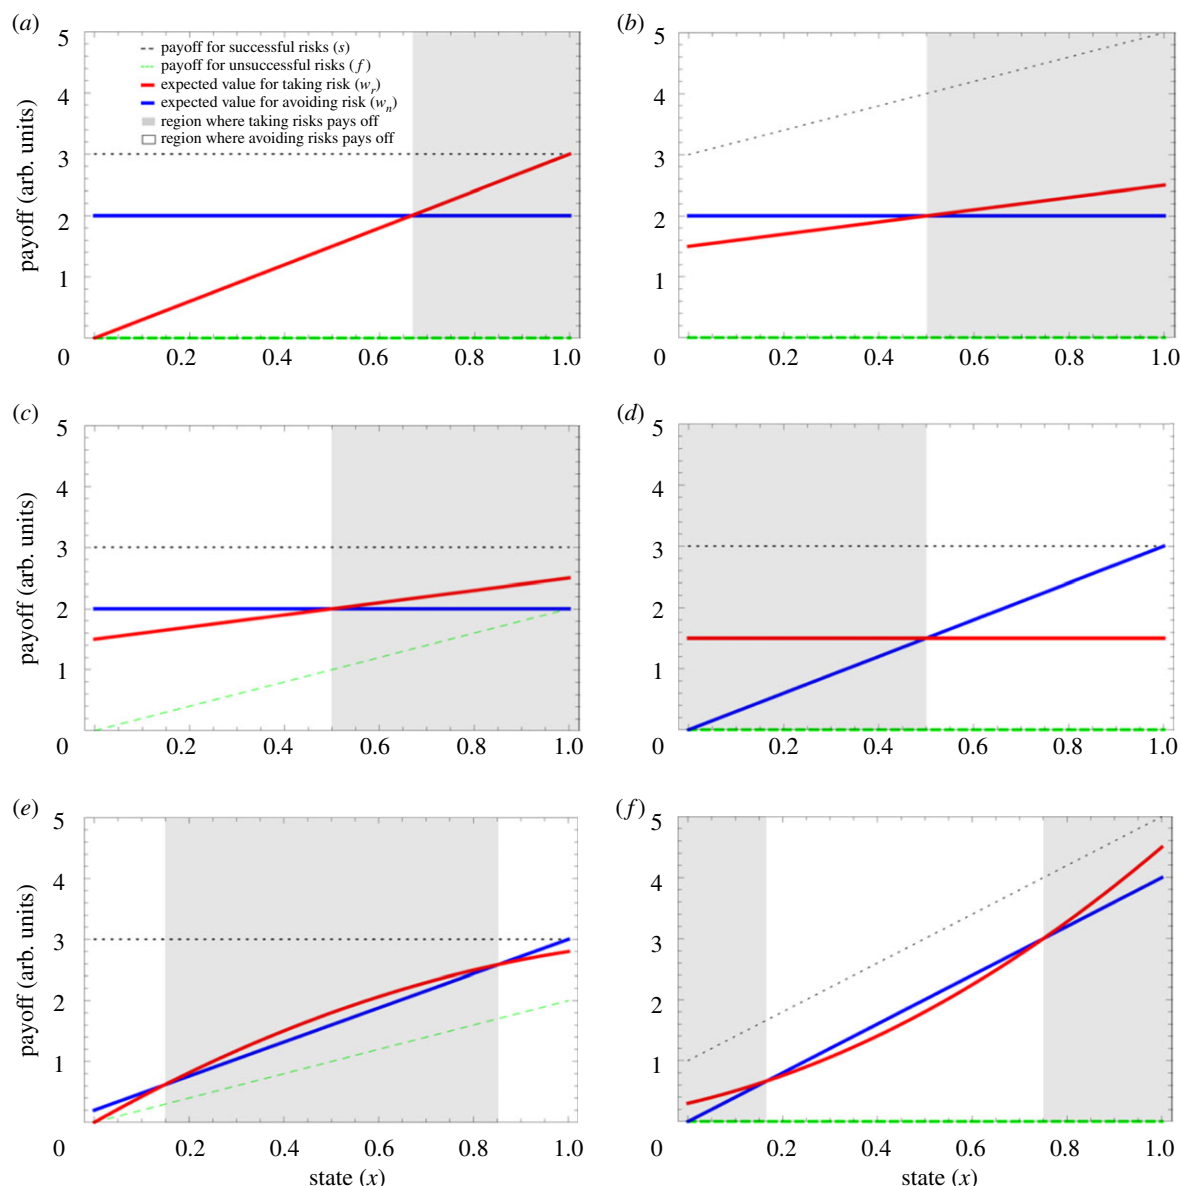 (a)
(b)
5
4
3
2
1
0
payoff (arb. units)
payoff for successful risks (s)
payoff for unsuccessful risks (f)
expected value for taking risk (wr)
expected value for avoiding risk (wn)
region where taking risks pays off
region where avoiding risks pays off
0.2 0.4 0.6 0.8 1.0
5
4
3
2
1
0
0.2 0.4 0.6 0.8 1.0
(c)
(d)
5
4
3
2
1
0
payoff (arb. units)
0.2 0.4 0.6 0.8 1.0
5
4
3
2
1
0
0.2 0.4 0.6 0.8 1.0
(e)
(f)
5
4
3
2
1
0
payoff (arb. units)
0.2 0.4 0.6 0.8 1.0
state (x)
5
4
3
2
1
0
0.2 0.4 0.6 0.8 1.0
state (x)